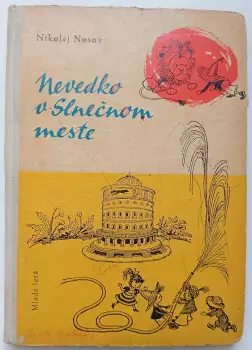 Nikolaj Nosov
Nevedko
v Slnečnom
meste
Mladé letá